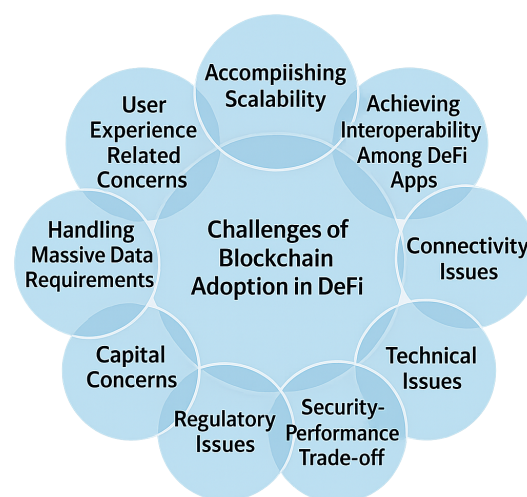 Accompiishing
Scalability
Achieving
Interoperability
Among DeFi
Apps
Connectivity
Issues
Technical
Issues
Security-
Performance
Trade-off
Regulatory
Issues
Capital
Concerns
Handling
Massive Data
Requirements
User
Experience
Related
Concerns
Challenges of
Blockchain
Adoption in DeFi